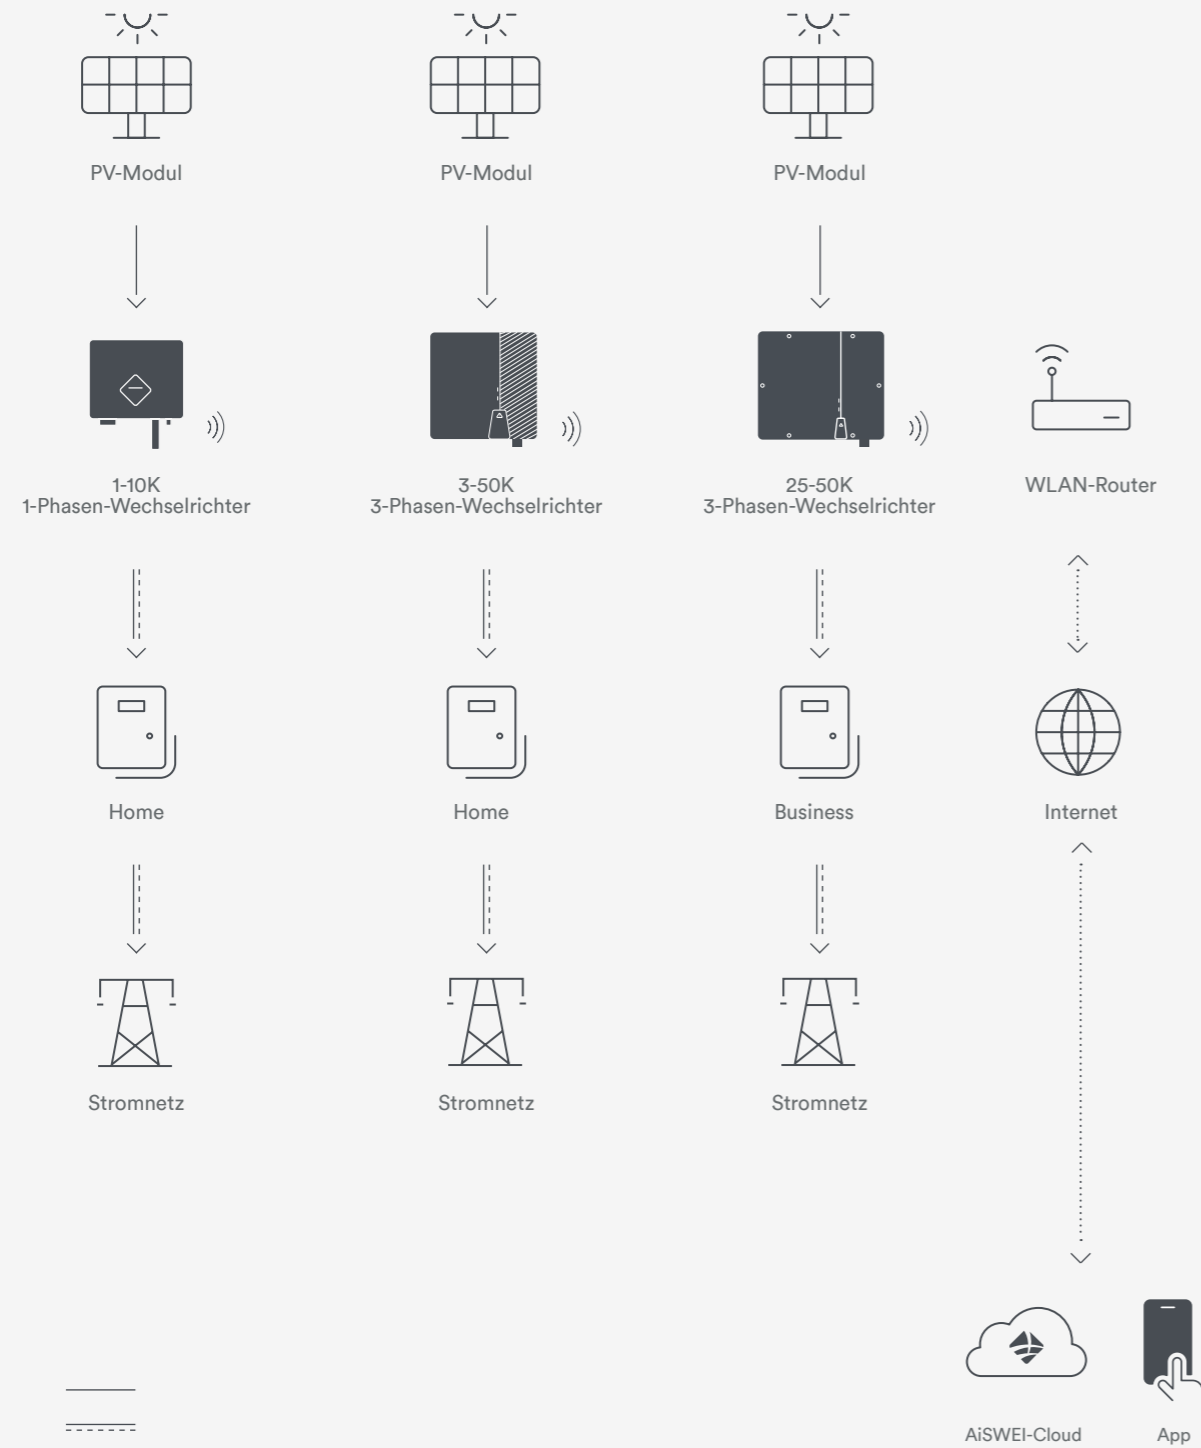 PV-Modul
PV-Modul
PV-Modul
1-10K
1-Phasen-Wechselrichter
3-50K
3-Phasen-Wechselrichter
25-50K
3-Phasen-Wechselrichter
WLAN-Router
Home
Home
Business
Internet
Stromnetz
Stromnetz
Stromnetz
AiSWEI-Cloud
App